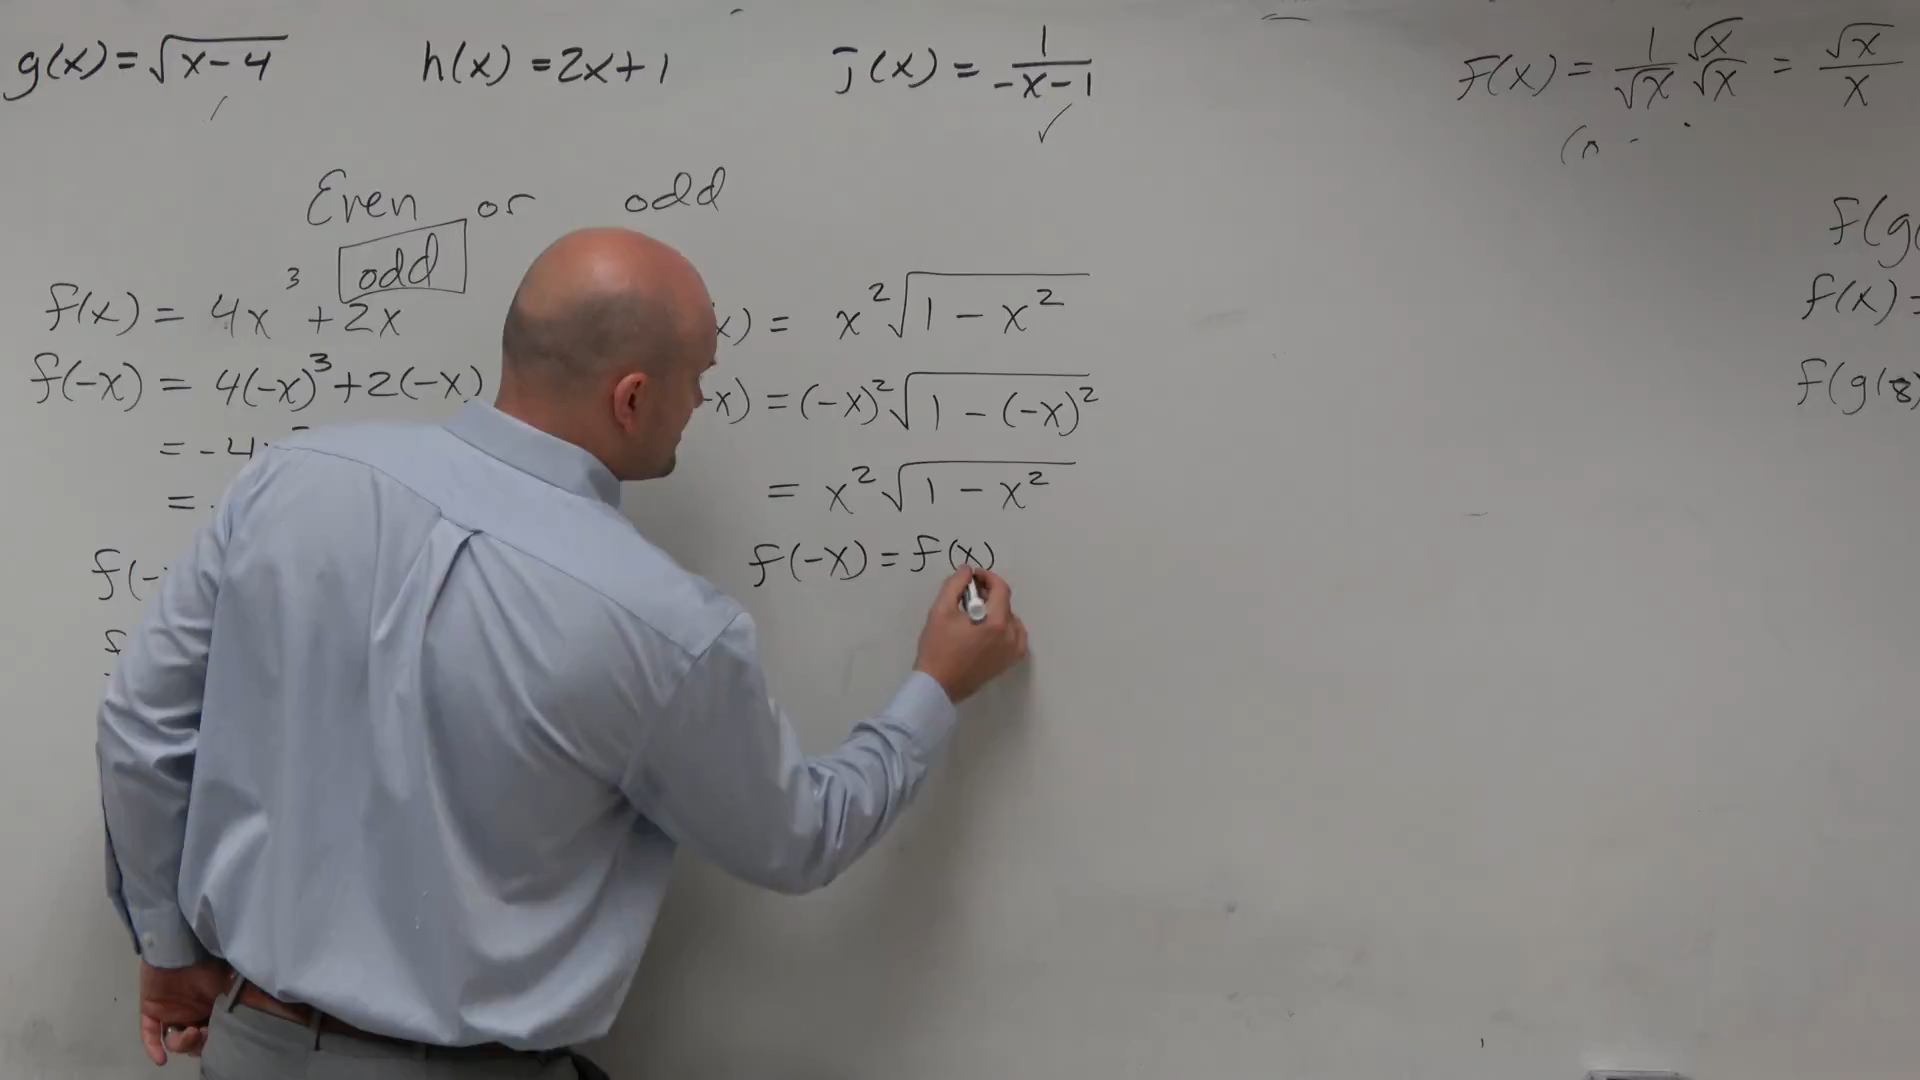 g(x) = √(x-4)
h(x) = 2x+1
J(x) = 1/(-x-1) ✓
F(x) = 1/√x √x/√x = √x/x
Even or odd
odd
f(x) = 4x³ + 2x
f(-x) = 4(-x)³ + 2(-x)
= -4
=
f(-
x) = x²√(1 - x²)
-x) = (-x)²√(1 - (-x)²)
= x²√(1 - x²)
f(-x) = f(x)
f(g(
f(x) =
f(g(8)